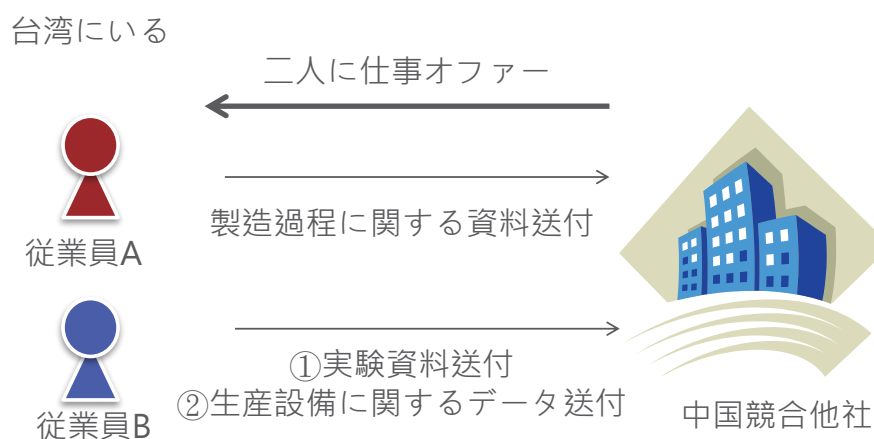 台湾にいる
二人に仕事オファー
製造過程に関する資料送付
従業員A
①実験資料送付
②生産設備に関するデータ送付
従業員B
中国競合他社